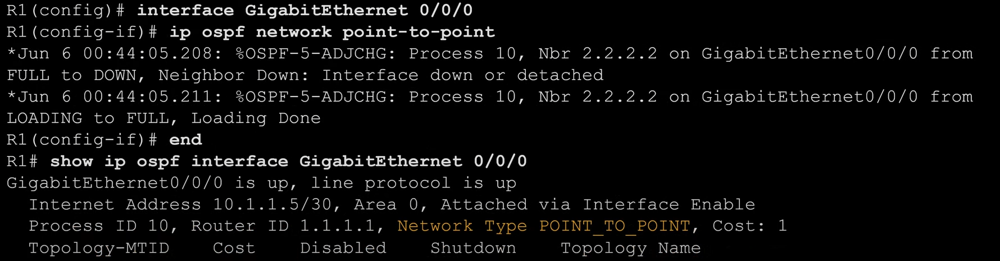 R1(config)# interface GigabitEthernet 0/0/0
R1(config-if)# ip ospf network point-to-point
*Jun 6 00:44:05.208: %OSPF-5-ADJCHG: Process 10, Nbr 2.2.2.2 on GigabitEthernet0/0/0 from
FULL to DOWN, Neighbor Down: Interface down or detached
*Jun 6 00:44:05.211: %OSPF-5-ADJCHG: Process 10, Nbr 2.2.2.2 on GigabitEthernet0/0/0 from
LOADING to FULL, Loading Done
R1(config-if)# end
R1# show ip ospf interface GigabitEthernet 0/0/0
GigabitEthernet0/0/0 is up, line protocol is up
Internet Address 10.1.1.5/30, Area 0, Attached via Interface Enable
Process ID 10, Router ID 1.1.1.1, Network Type POINT_TO_POINT, Cost: 1
Topology-MTID Cost Disabled Shutdown Topology Name